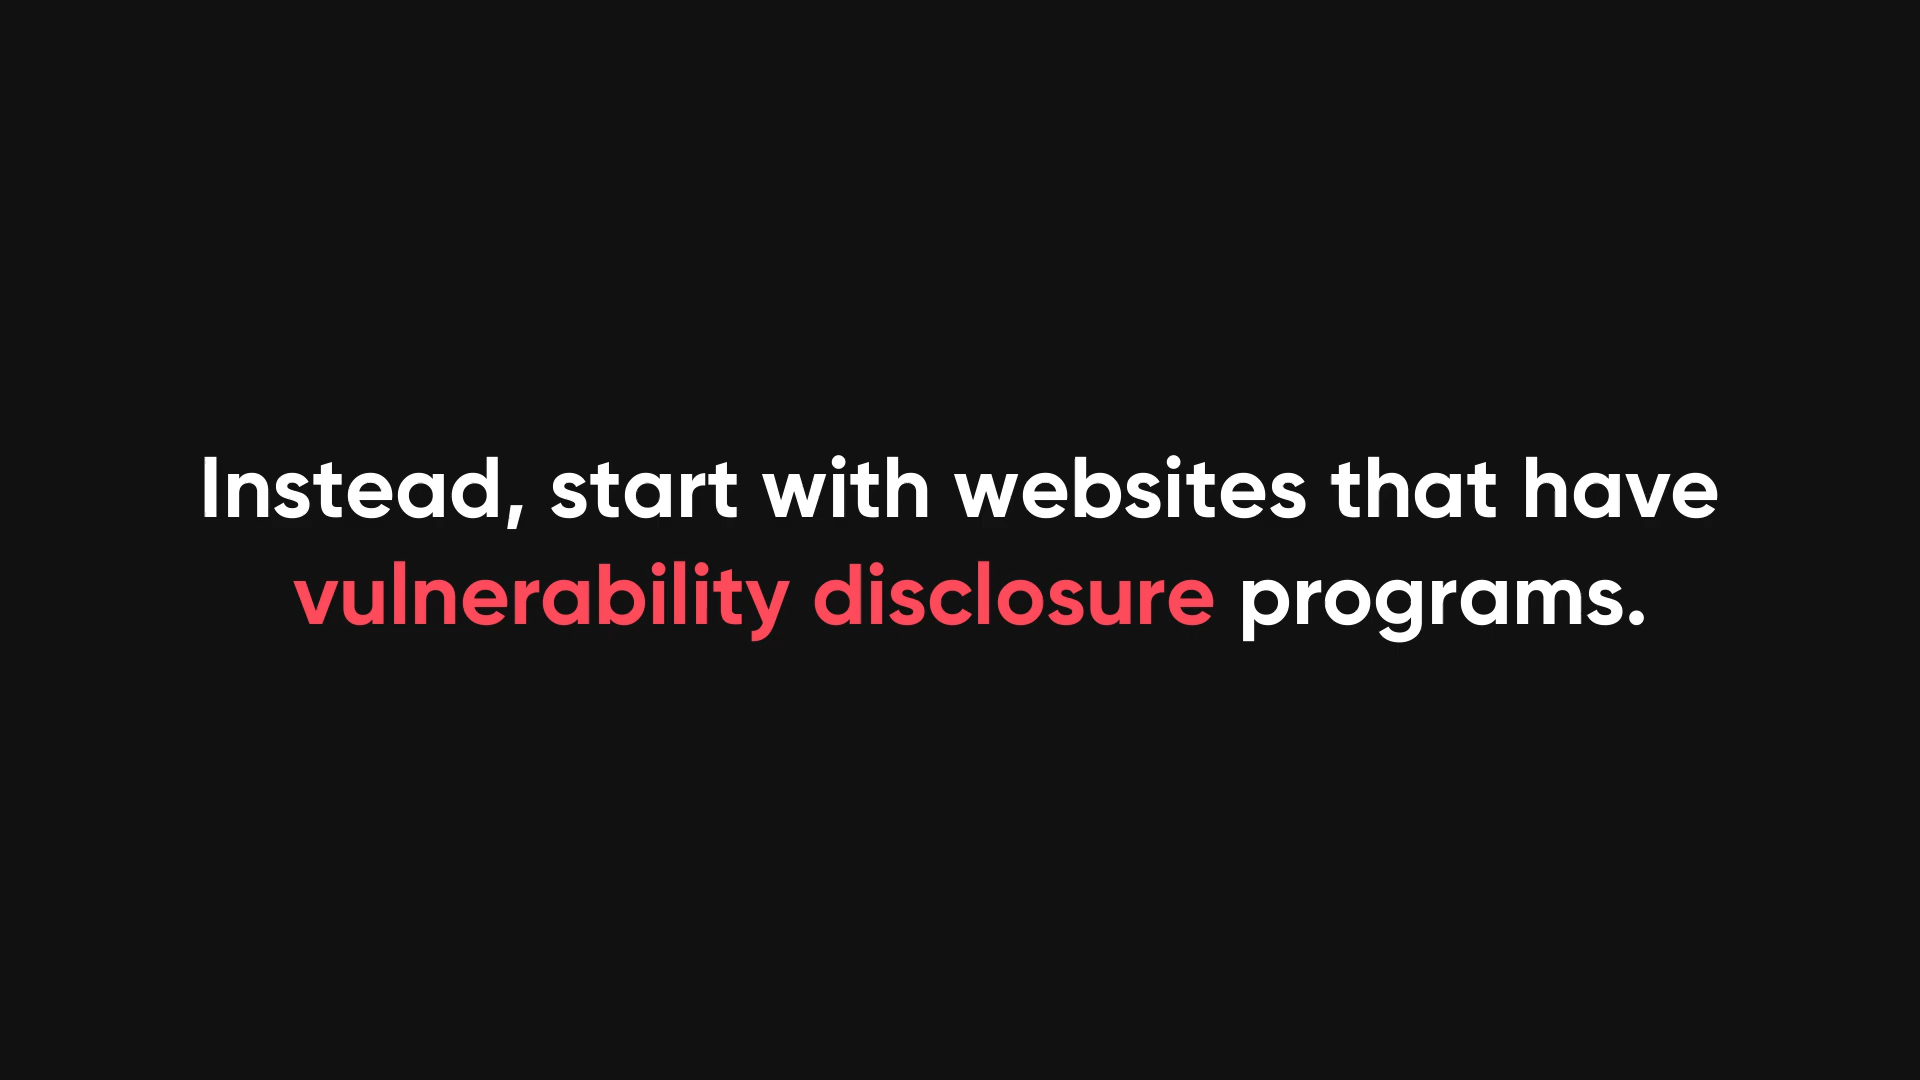 Instead, start with websites that have
vulnerability disclosure programs.